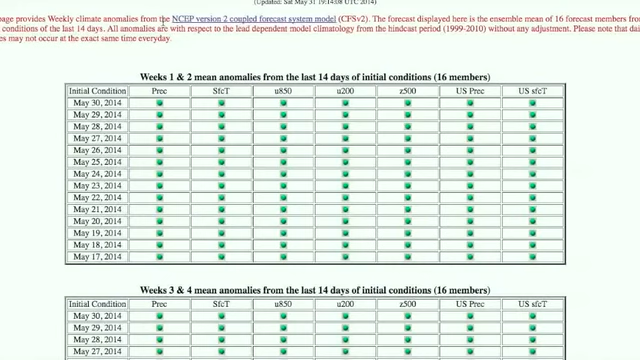 (Updated: Sat May 31 19:14:08 UTC 2014)
page provides Weekly climate anomalies from the NCEP version 2 coupled forecast system model (CFSv2). The forecast displayed here is the ensemble mean of 16 forecast members from
conditions of the last 14 days. All anomalies are with respect to the lead dependent model climatology from the hindcast period (1999-2010) without any adjustment. Please note that
es may not occur at the exact same time everyday.
Weeks 1 & 2 mean anomalies from the last 14 days of initial conditions (16 members)
Initial Condition Prec SfcT u850 u200 z500 US Prec US sfcT
May 30, 2014
May 29, 2014
May 28, 2014
May 27, 2014
May 26, 2014
May 25, 2014
May 24, 2014
May 23, 2014
May 22, 2014
May 21, 2014
May 20, 2014
May 19, 2014
May 18, 2014
May 17, 2014
Weeks 3 & 4 mean anomalies from the last 14 days of initial conditions (16 members)
Initial Condition Prec SfcT u850 u200 z500 US Prec US sfcT
May 30, 2014
May 29, 2014
May 28, 2014
May 27, 2014